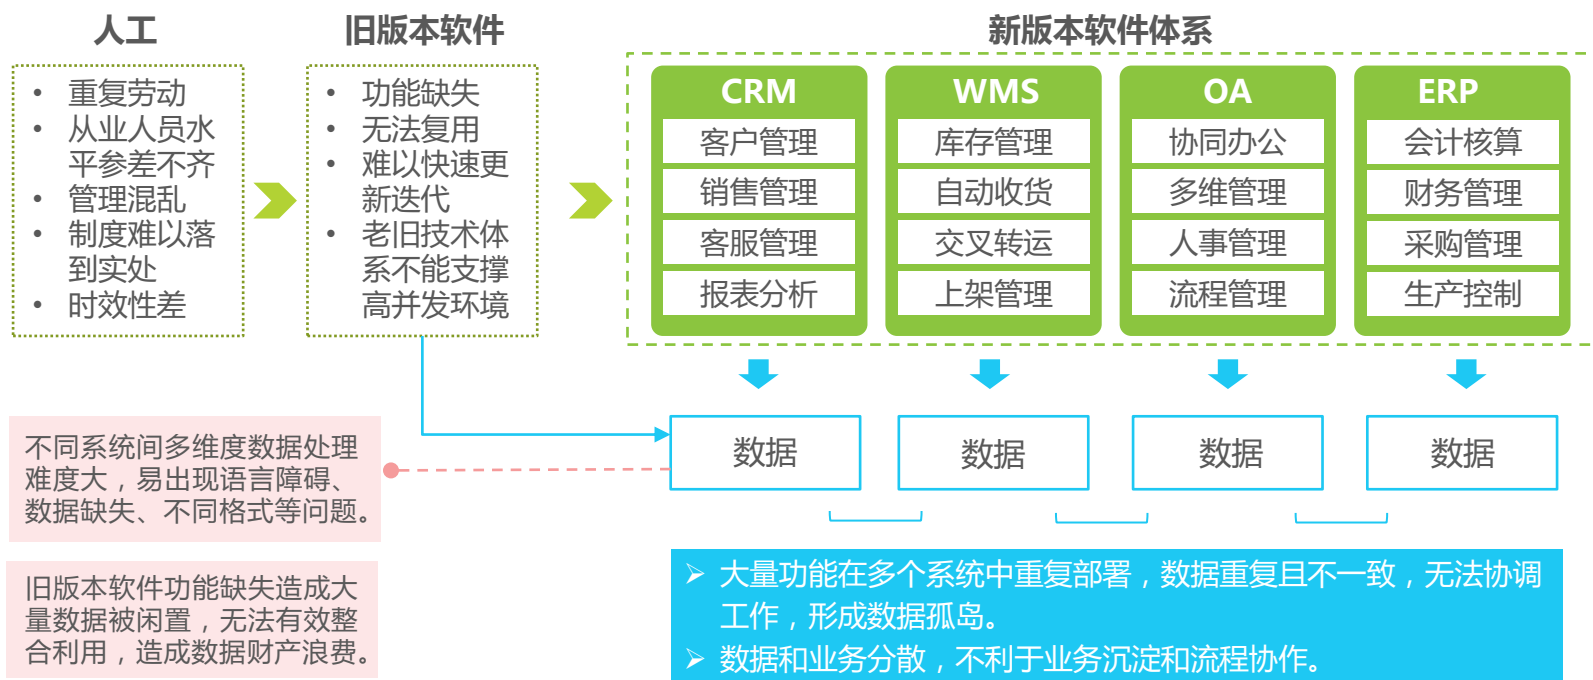 人工
• 重复劳动
• 从业人员水
平参差不齐
• 管理混乱
• 制度难以落
到实处
• 时效性差
旧版本软件
• 功能缺失
• 无法复用
• 难以快速更
新迭代
• 老旧技术体
系不能支撑
高并发环境
新版本软件体系
CRM
客户管理
销售管理
客服管理
报表分析
WMS
库存管理
自动收货
交叉转运
上架管理
OA
协同办公
多维管理
人事管理
流程管理
ERP
会计核算
财务管理
采购管理
生产控制
数据
数据
数据
数据
不同系统间多维度数据处理
难度大，易出现语言障碍、
数据缺失、不同格式等问题。
旧版本软件功能缺失造成大
量数据被闲置，无法有效整
合利用，造成数据财产浪费。
➢ 大量功能在多个系统中重复部署，数据重复且不一致，无法协调
工作，形成数据孤岛。
➢ 数据和业务分散，不利于业务沉淀和流程协作。